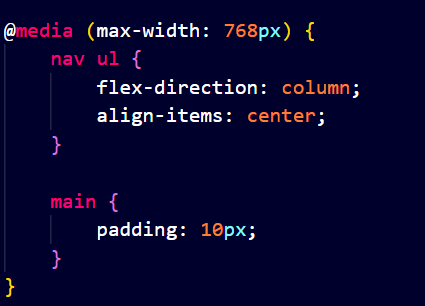 @media (max-width: 768px) {
    nav ul {
        flex-direction: column;
        align-items: center;
    }

    main {
        padding: 10px;
    }
}